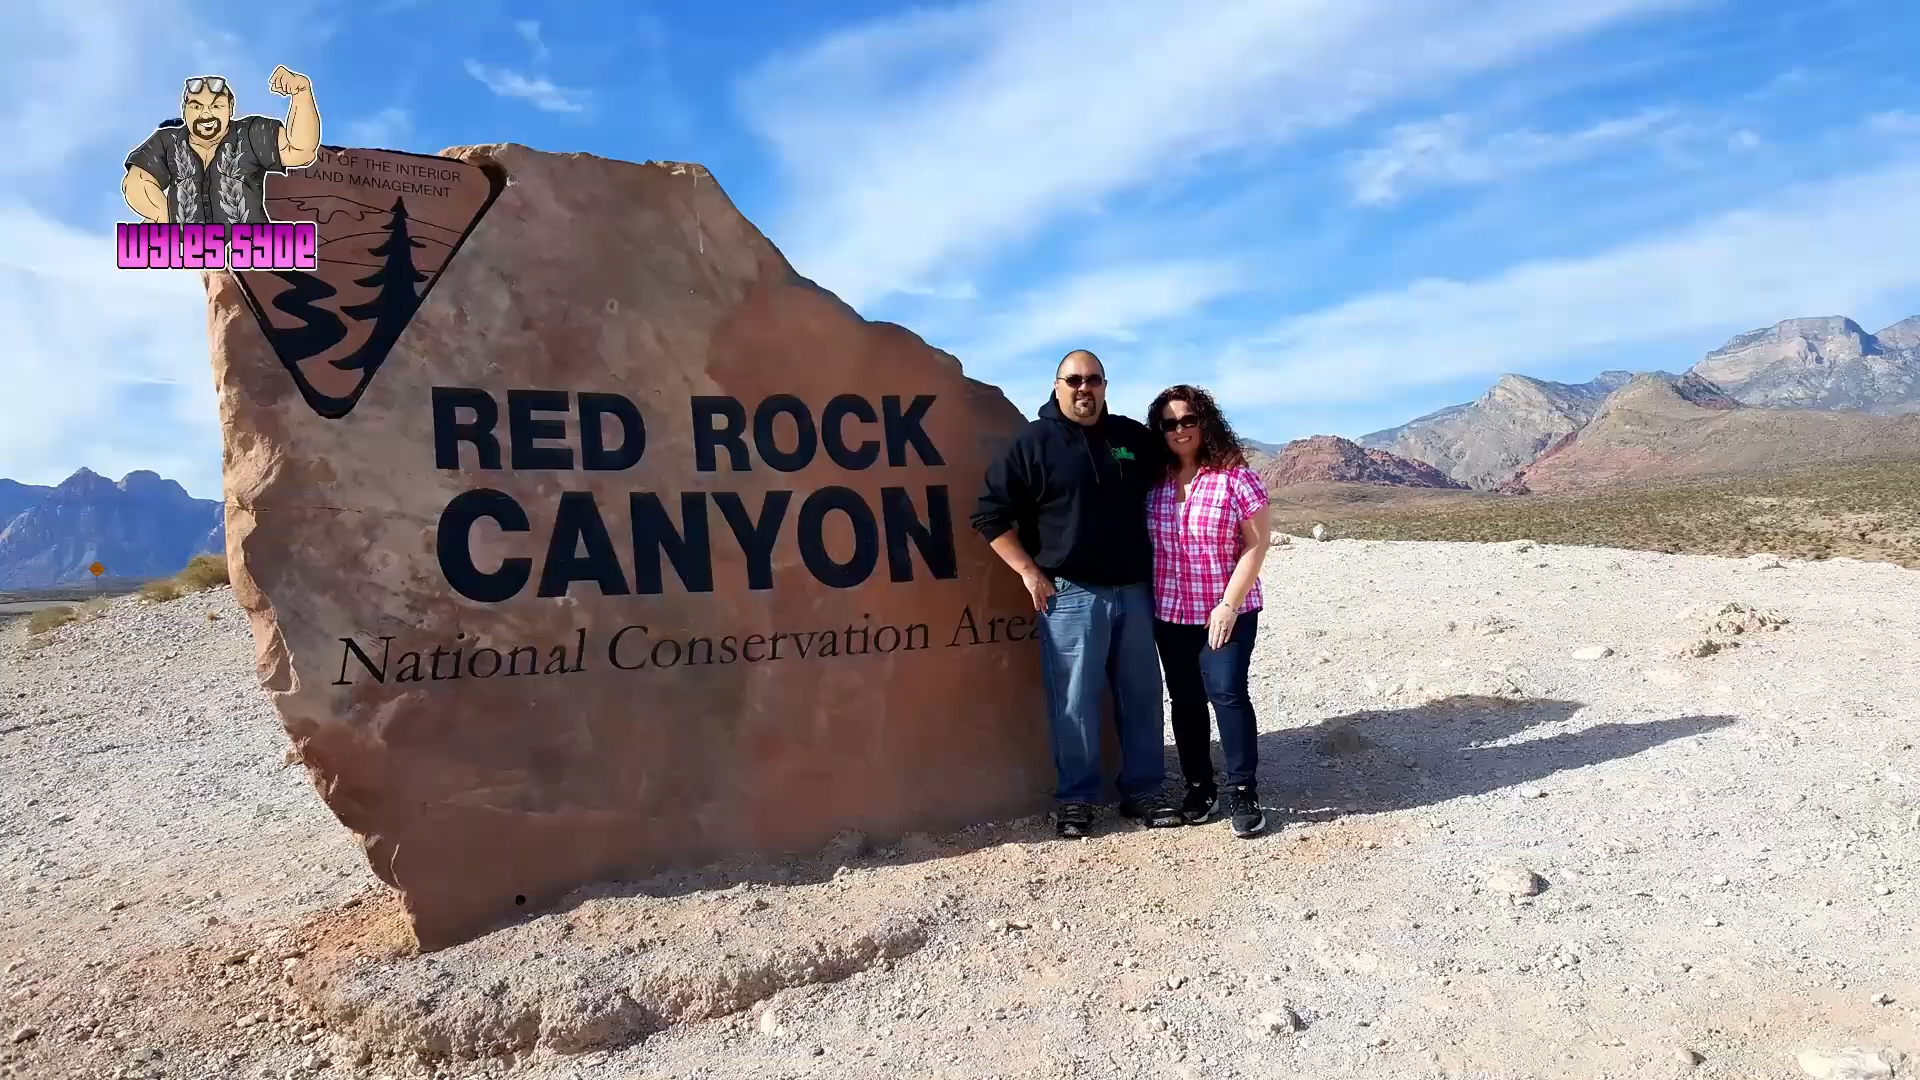 WYLES SYDE
NT OF THE INTERIOR
LAND MANAGEMENT
RED ROCK
CANYON
National Conservation Area